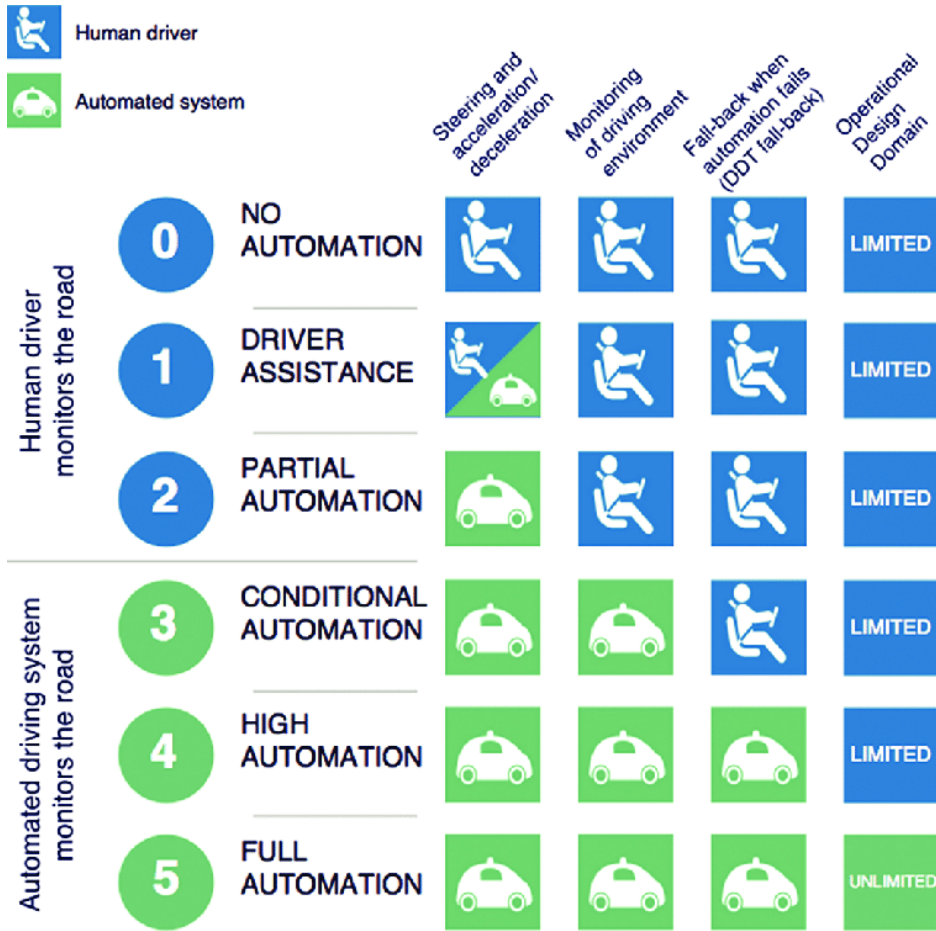 Human driver
Automated system
Steering and
acceleration/
deceleration
Monitoring
of driving
environment
Fall-back when
automation fails
(DDT fall-back)
Operational
Design
Domain
Human driver
monitors the road
0
NO
AUTOMATION
LIMITED
1
DRIVER
ASSISTANCE
LIMITED
2
PARTIAL
AUTOMATION
LIMITED
Automated driving system
monitors the road
3
CONDITIONAL
AUTOMATION
LIMITED
4
HIGH
AUTOMATION
LIMITED
5
FULL
AUTOMATION
UNLIMITED